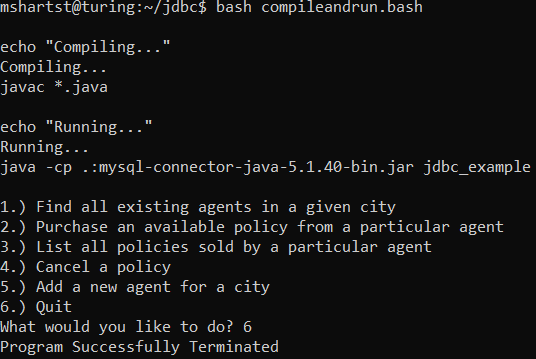 mshartst@turing:~/jdbc$ bash compileandrun.bash
echo "Compiling..."
Compiling...
javac *.java
echo "Running..."
Running...
java -cp .:mysql-connector-java-5.1.40-bin.jar jdbc_example
1.) Find all existing agents in a given city
2.) Purchase an available policy from a particular agent
3.) List all policies sold by a particular agent
4.) Cancel a policy
5.) Add a new agent for a city
6.) Quit
What would you like to do? 6
Program Successfully Terminated